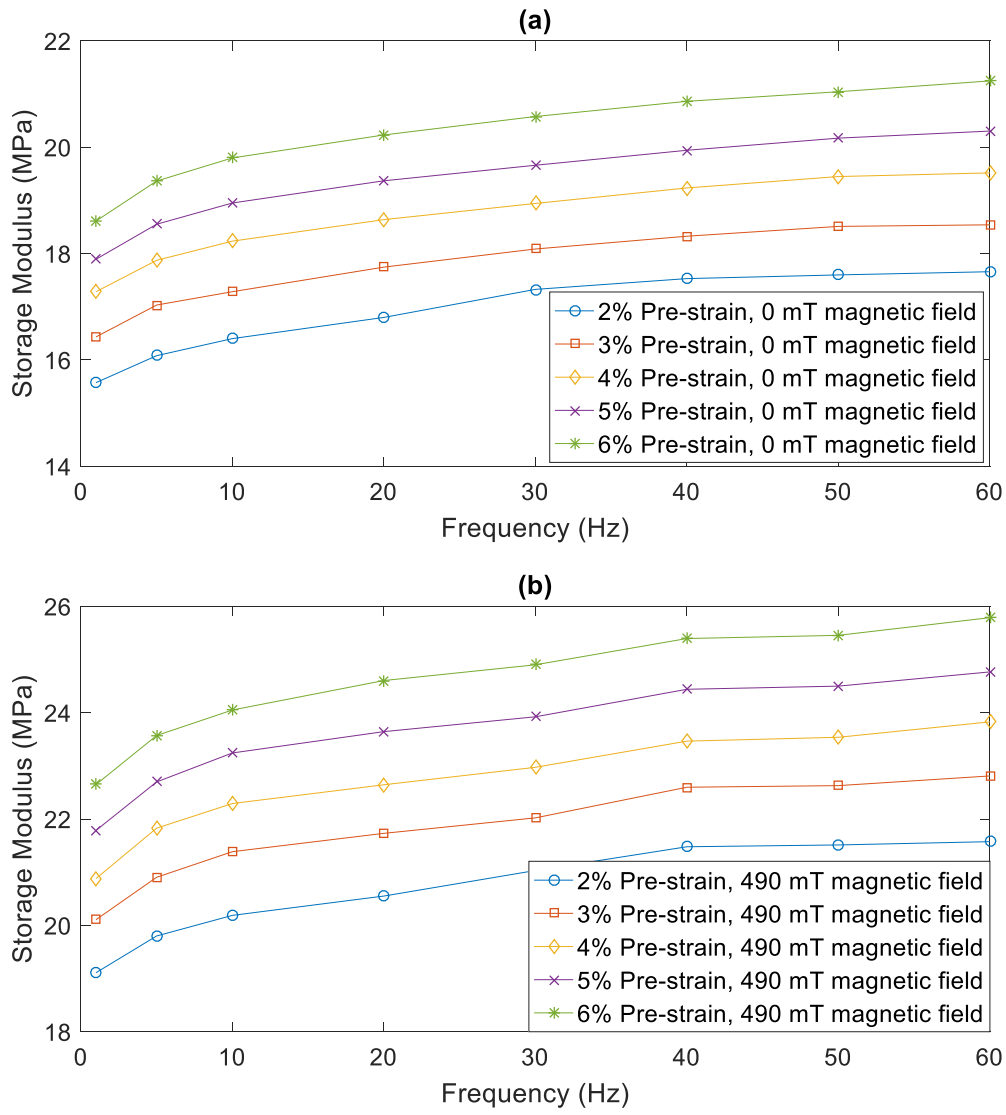 (a)
22
20
18
16
14
Storage Modulus (MPa)
2% Pre-strain, 0 mT magnetic field
3% Pre-strain, 0 mT magnetic field
4% Pre-strain, 0 mT magnetic field
5% Pre-strain, 0 mT magnetic field
6% Pre-strain, 0 mT magnetic field
0 10 20 30 40 50 60
Frequency (Hz)
(b)
26
24
22
20
18
Storage Modulus (MPa)
2% Pre-strain, 490 mT magnetic field
3% Pre-strain, 490 mT magnetic field
4% Pre-strain, 490 mT magnetic field
5% Pre-strain, 490 mT magnetic field
6% Pre-strain, 490 mT magnetic field
0 10 20 30 40 50 60
Frequency (Hz)